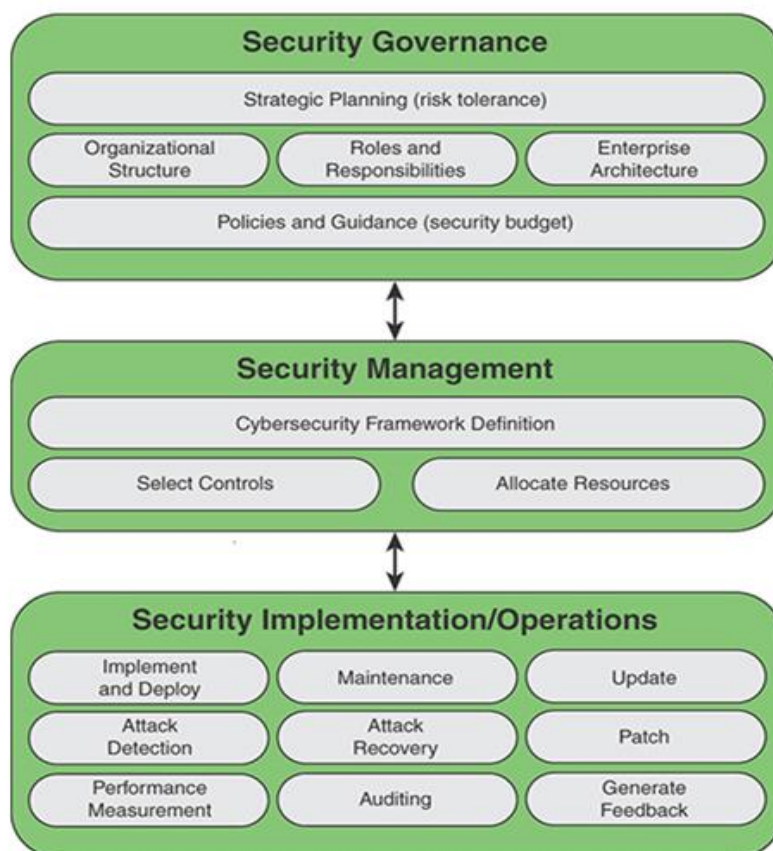 Security Governance
Strategic Planning (risk tolerance)
Organizational
Structure
Roles and
Responsibilities
Enterprise
Architecture
Policies and Guidance (security budget)
Security Management
Cybersecurity Framework Definition
Select Controls
Allocate Resources
Security Implementation/Operations
Implement
and Deploy
Maintenance
Update
Attack
Detection
Attack
Recovery
Patch
Performance
Measurement
Auditing
Generate
Feedback